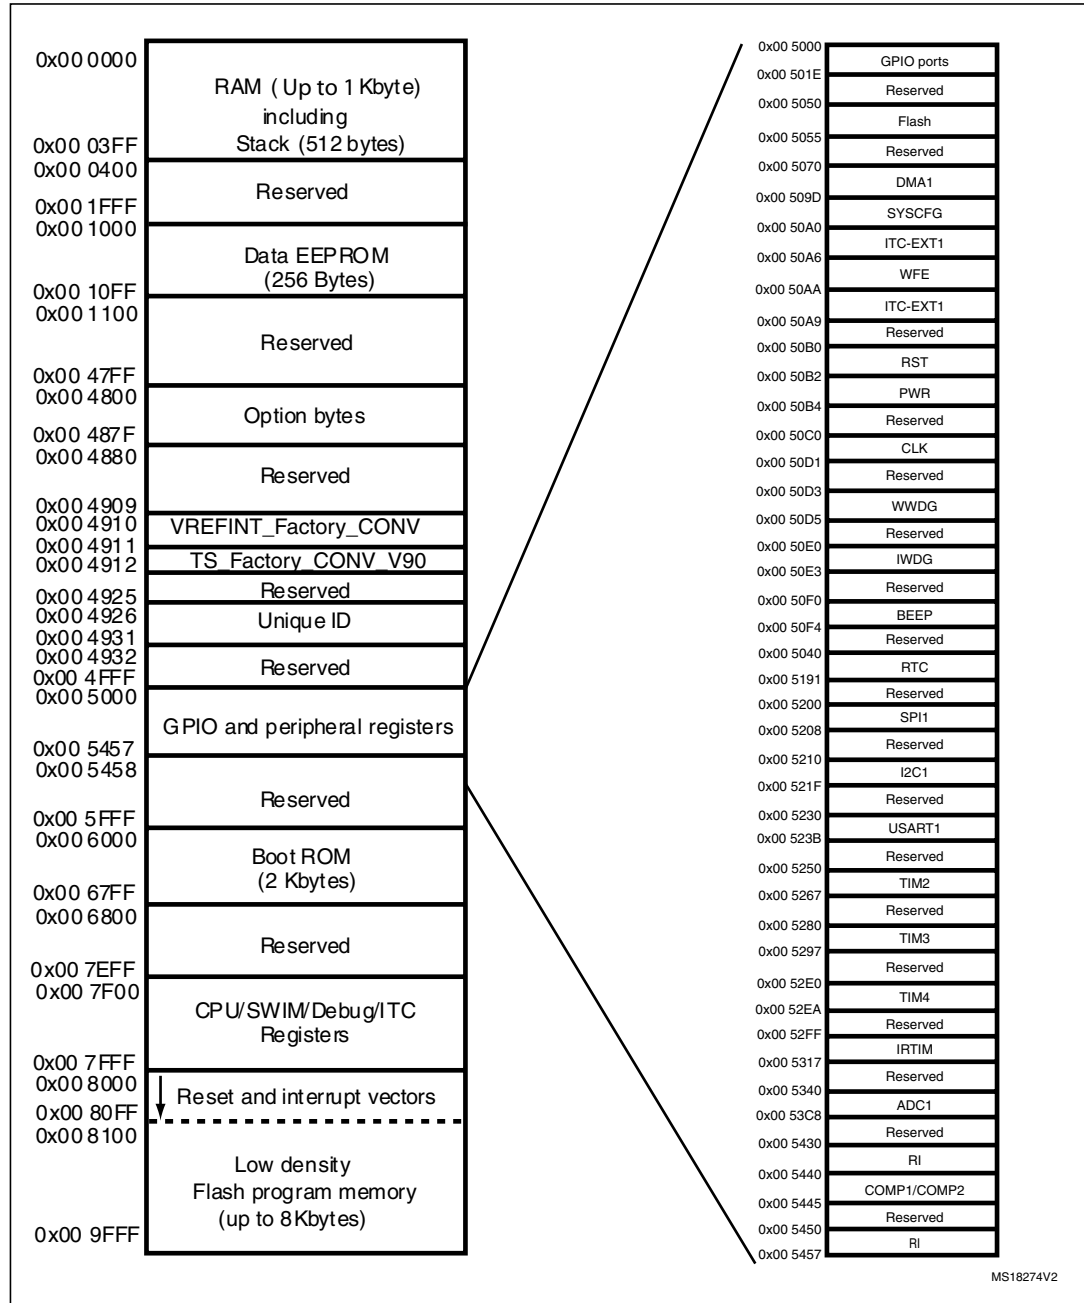 0x00 0000
RAM (Up to 1 Kbyte)
including
Stack (512 bytes)
0x00 03FF
0x00 0400
Reserved
0x00 1FFF
0x00 1000
Data EEPROM
(256 Bytes)
0x00 10FF
0x00 1100
Reserved
0x00 47FF
0x00 4800
Option bytes
0x00 487F
0x00 4880
Reserved
0x00 4909
0x00 4910
VREFINT_Factory_CONV
0x00 4911
0x00 4912
TS_Factory_CONV_V90
Reserved
0x00 4925
0x00 4926
Unique ID
0x00 4931
0x00 4932
Reserved
0x00 4FFF
0x00 5000
GPIO and peripheral registers
0x00 5457
0x00 5458
Reserved
0x00 5FFF
0x00 6000
Boot ROM
(2 Kbytes)
0x00 67FF
0x00 6800
Reserved
0x00 7EFF
0x00 7F00
CPU/SWIM/Debug/ITC
Registers
0x00 7FFF
0x00 8000
Reset and interrupt vectors
0x00 80FF
0x00 8100
Low density
Flash program memory
(up to 8Kbytes)
0x00 9FFF
0x00 5000
GPIO ports
0x00 501E
Reserved
0x00 5050
Flash
0x00 5055
Reserved
0x00 5070
DMA1
0x00 509D
SYSCFG
0x00 50A0
ITC-EXT1
0x00 50A6
WFE
0x00 50AA
ITC-EXT1
0x00 50A9
Reserved
0x00 50B0
RST
0x00 50B2
PWR
0x00 50B4
Reserved
0x00 50C0
CLK
0x00 50D1
Reserved
0x00 50D3
WWDG
0x00 50D5
Reserved
0x00 50E0
IWDG
0x00 50E3
Reserved
0x00 50F0
BEEP
0x00 50F4
Reserved
0x00 5040
RTC
0x00 5191
Reserved
0x00 5200
SPI1
0x00 5208
Reserved
0x00 5210
I2C1
0x00 521F
Reserved
0x00 5230
USART1
0x00 523B
Reserved
0x00 5250
TIM2
0x00 5267
Reserved
0x00 5280
TIM3
0x00 5297
Reserved
0x00 52E0
TIM4
0x00 52EA
Reserved
0x00 52FF
IRTIM
0x00 5317
Reserved
0x00 5340
ADC1
0x00 53C8
Reserved
0x00 5430
RI
0x00 5440
COMP1/COMP2
0x00 5445
Reserved
0x00 5450
RI
0x00 5457
MS18274V2